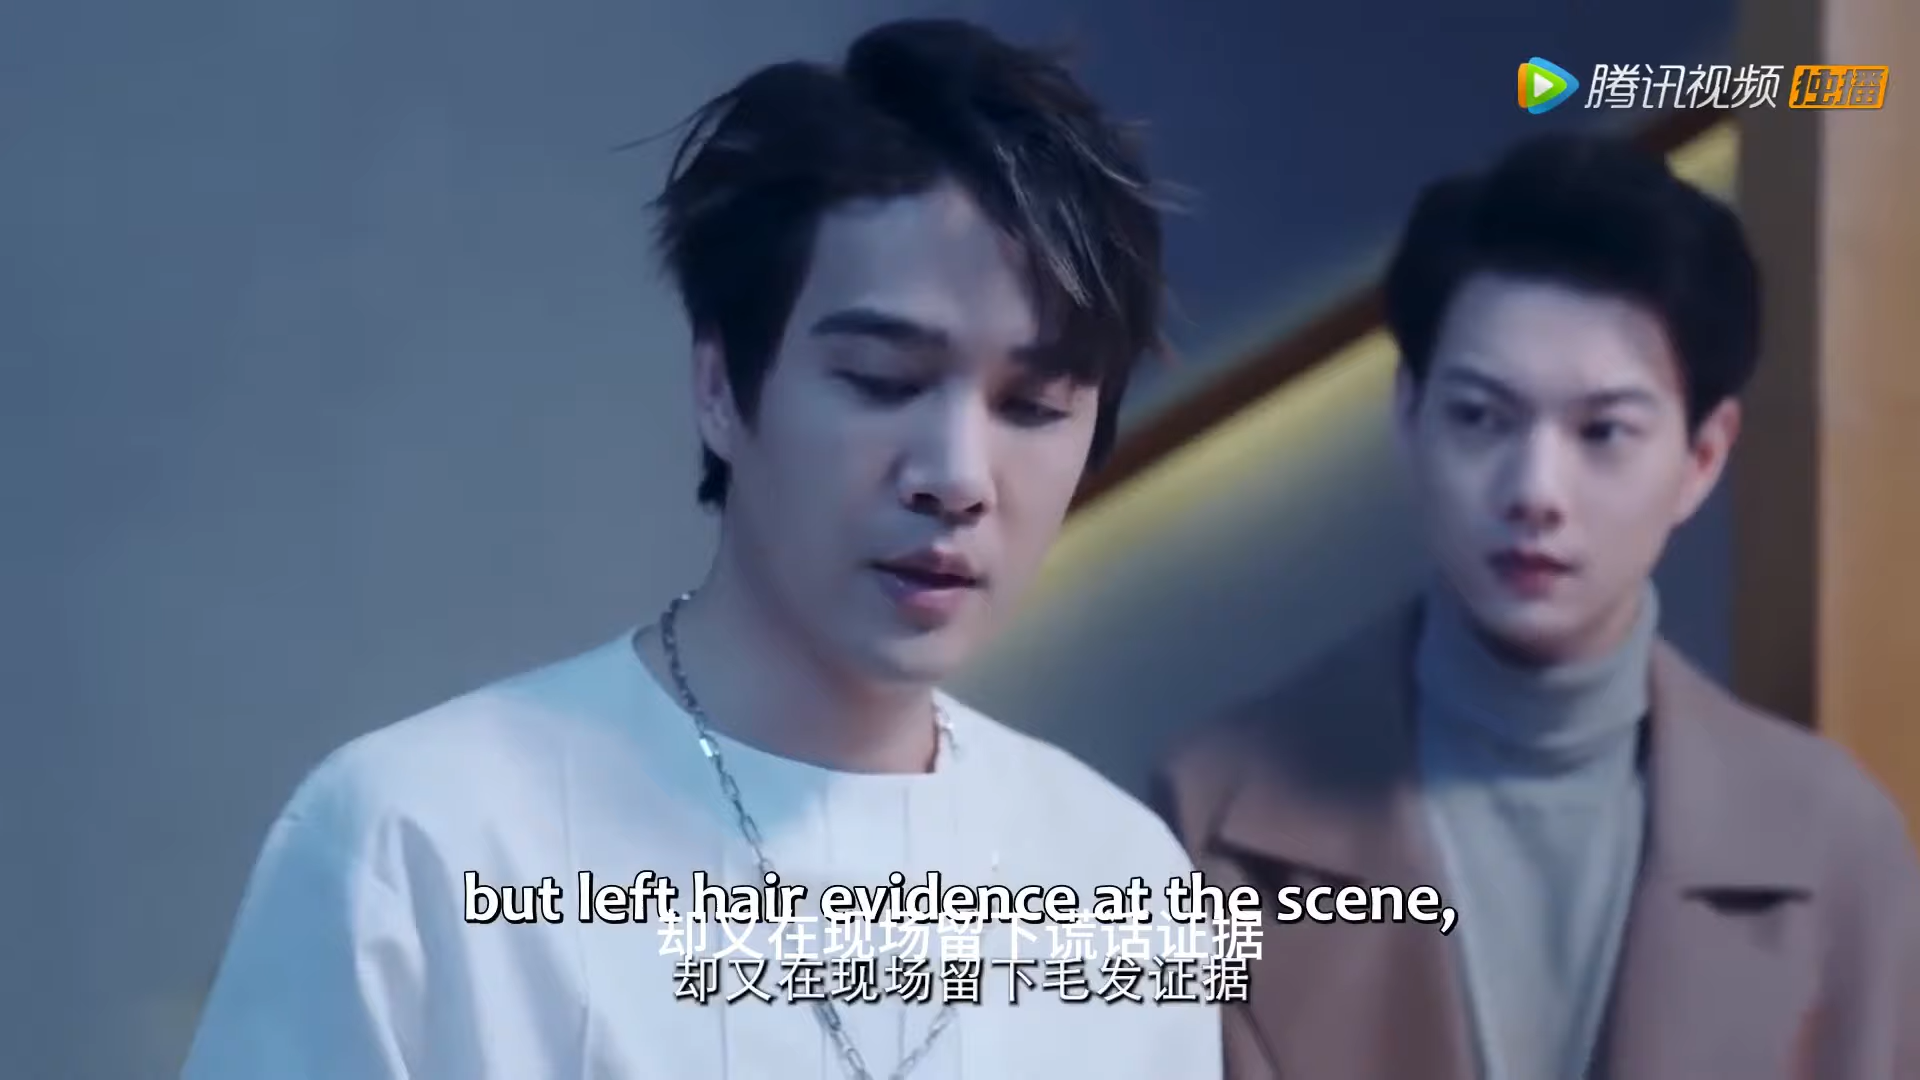 腾讯视频 独播
but left hair evidence at the scene,
却又在现场留下谎话证据
却又在现场留下毛发证据